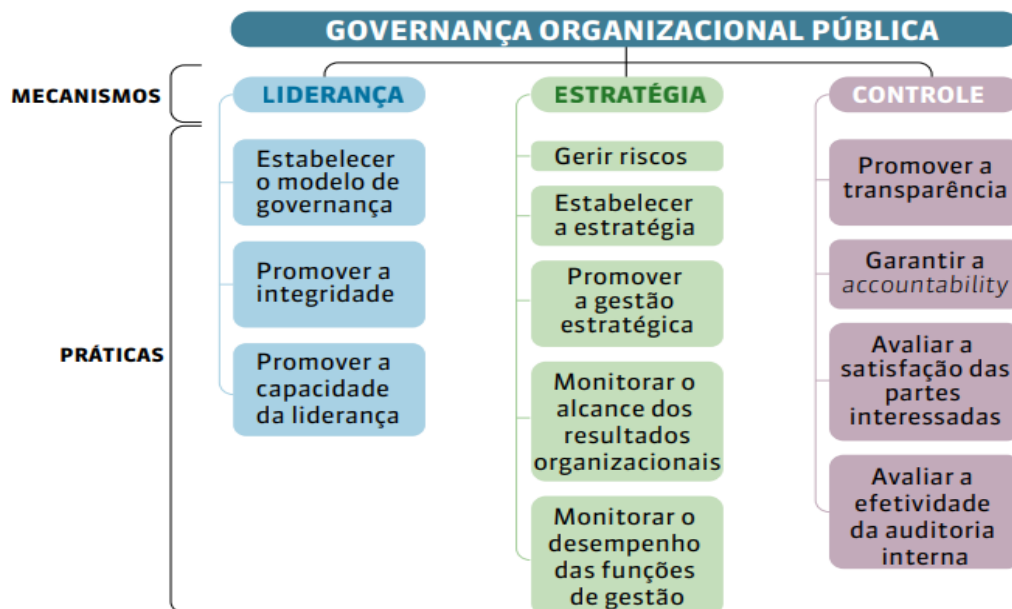 GOVERNANÇA ORGANIZACIONAL PÚBLICA
MECANISMOS
LIDERANÇA
ESTRATÉGIA
CONTROLE
PRÁTICAS
Estabelecer
o modelo de
governança
Promover a
integridade
Promover a
capacidade
da liderança
Gerir riscos
Estabelecer
a estratégia
Promover
a gestão
estratégica
Monitorar o
alcance dos
resultados
organizacionais
Monitorar o
desempenho
das funções
de gestão
Promover a
transparência
Garantir a
accountability
Avaliar a
satisfação das
partes
interessadas
Avaliar a
efetividade
da auditoria
interna